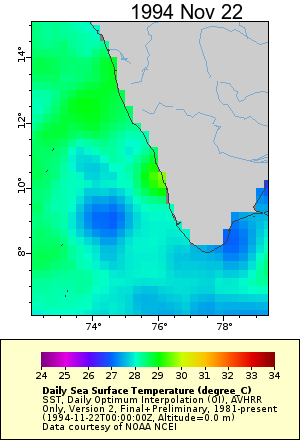 1994 Nov 22
14°
12°
10°
8°
74° 76° 78°
24 25 26 27 28 29 30 31 32 33 34
Daily Sea Surface Temperature (degree_C)
SST, Daily Optimum Interpolation (OI), AVHRR
Only, Version 2, Final+Preliminary, 1981-present
(1994-11-22T00:00:00Z, Altitude=0.0 m)
Data courtesy of NOAA NCEI